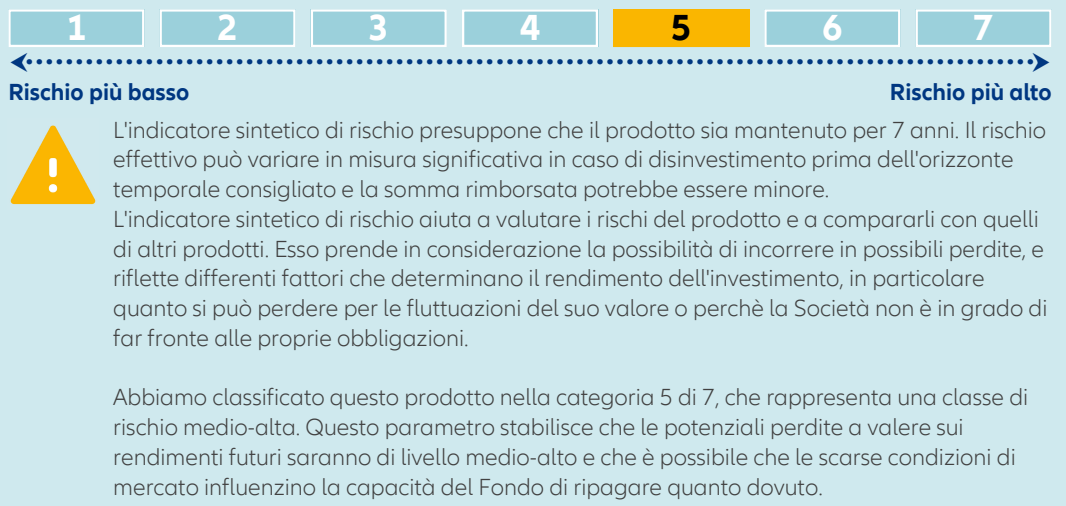 1 2 3 4 5 6 7
Rischio più basso Rischio più alto
L'indicatore sintetico di rischio presuppone che il prodotto sia mantenuto per 7 anni. Il rischio
effettivo può variare in misura significativa in caso di disinvestimento prima dell'orizzonte
temporale consigliato e la somma rimborsata potrebbe essere minore.
L'indicatore sintetico di rischio aiuta a valutare i rischi del prodotto e a compararli con quelli
di altri prodotti. Esso prende in considerazione la possibilità di incorrere in possibili perdite, e
riflette differenti fattori che determinano il rendimento dell'investimento, in particolare
quanto si può perdere per le fluttuazioni del suo valore o perchè la Società non è in grado di
far fronte alle proprie obbligazioni.
Abbiamo classificato questo prodotto nella categoria 5 di 7, che rappresenta una classe di
rischio medio-alta. Questo parametro stabilisce che le potenziali perdite a valere sui
rendimenti futuri saranno di livello medio-alto e che è possibile che le scarse condizioni di
mercato influenzino la capacità del Fondo di ripagare quanto dovuto.